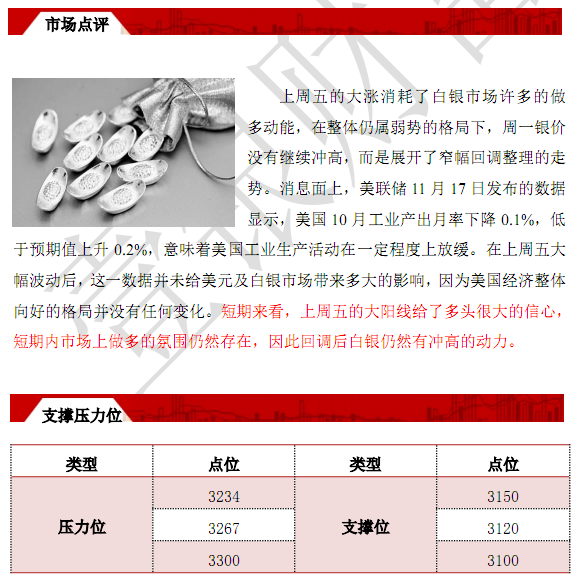 市场点评
上周五的大涨消耗了白银市场许多的做
多动能，在整体仍属弱势的格局下，周一银价
没有继续冲高，而是展开了窄幅回调整理的走
势。消息面上，美联储 11 月 17 日发布的数据
显示，美国 10 月工业产出月率下降 0.1%，低
于预期值上升 0.2%，意味着美国工业生产活动在一定程度上放缓。在上周五大
幅波动后，这一数据并未给美元及白银市场带来多大的影响，因为美国经济整体
向好的格局并没有任何变化。短期来看，上周五的大阳线给了多头很大的信心，
短期内市场上做多的氛围仍然存在，因此回调后白银仍然有冲高的动力。
支撑压力位
类型 点位 类型 点位
压力位 3234 支撑位 3150
3267 3120
3300 3100